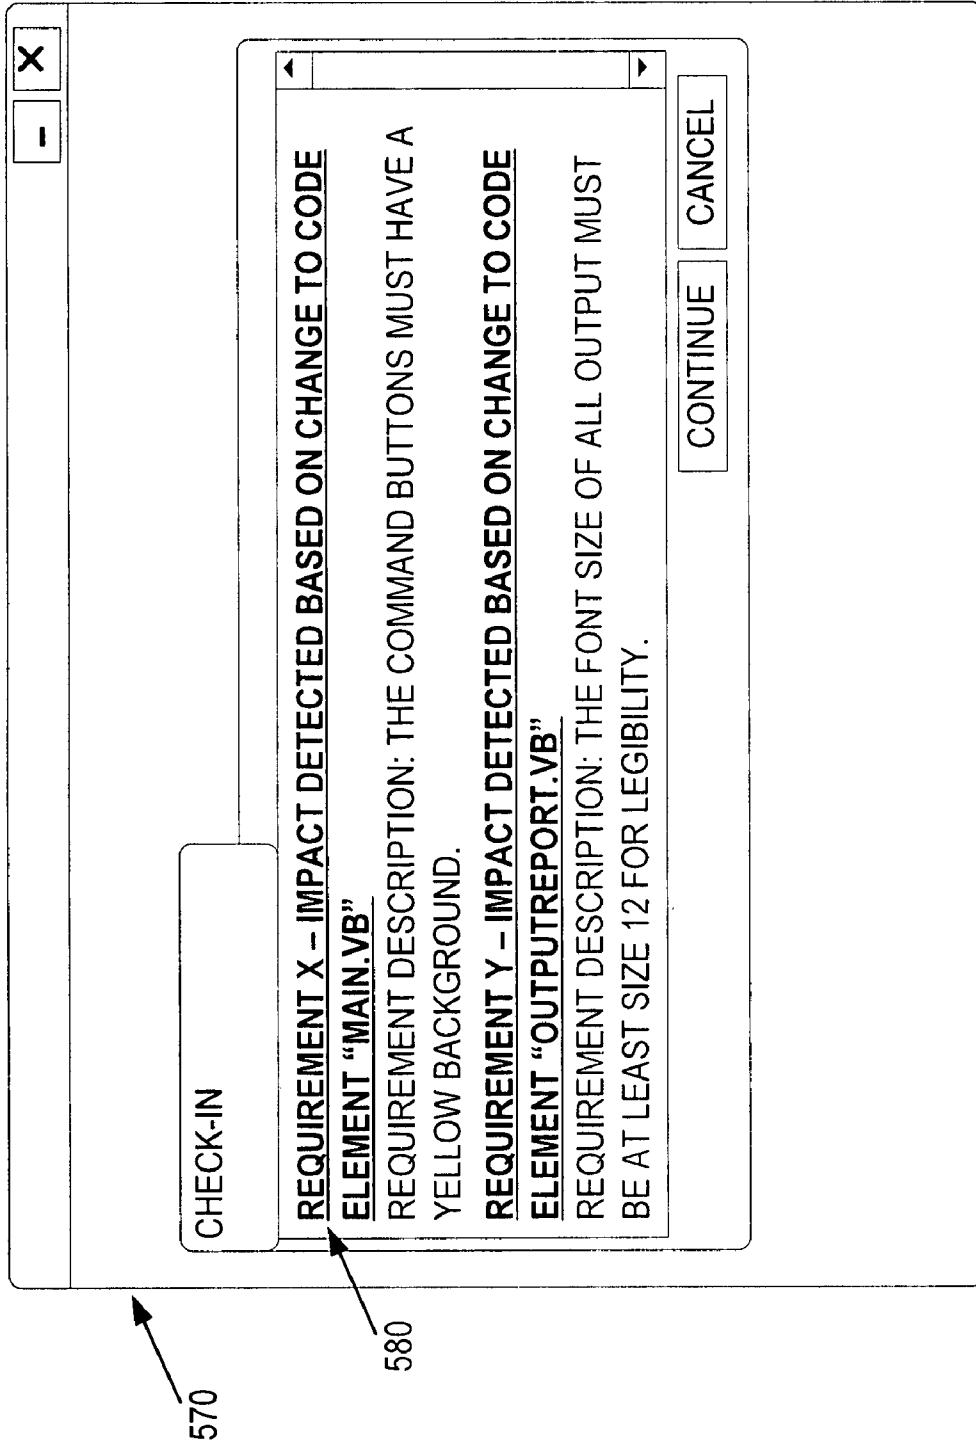 – X
CHECK-IN
REQUIREMENT X – IMPACT DETECTED BASED ON CHANGE TO CODE
ELEMENT “MAIN.VB”
REQUIREMENT DESCRIPTION: THE COMMAND BUTTONS MUST HAVE A
YELLOW BACKGROUND.
REQUIREMENT Y – IMPACT DETECTED BASED ON CHANGE TO CODE
ELEMENT “OUTPUTREPORT.VB”
REQUIREMENT DESCRIPTION: THE FONT SIZE OF ALL OUTPUT MUST
BE AT LEAST SIZE 12 FOR LEGIBILITY.
CONTINUE CANCEL
570
580